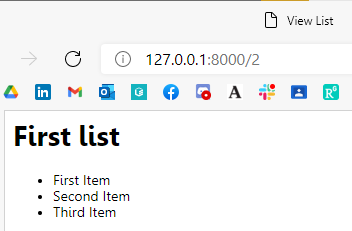 View List
127.0.0.1:8000/2
First list
First Item
Second Item
Third Item